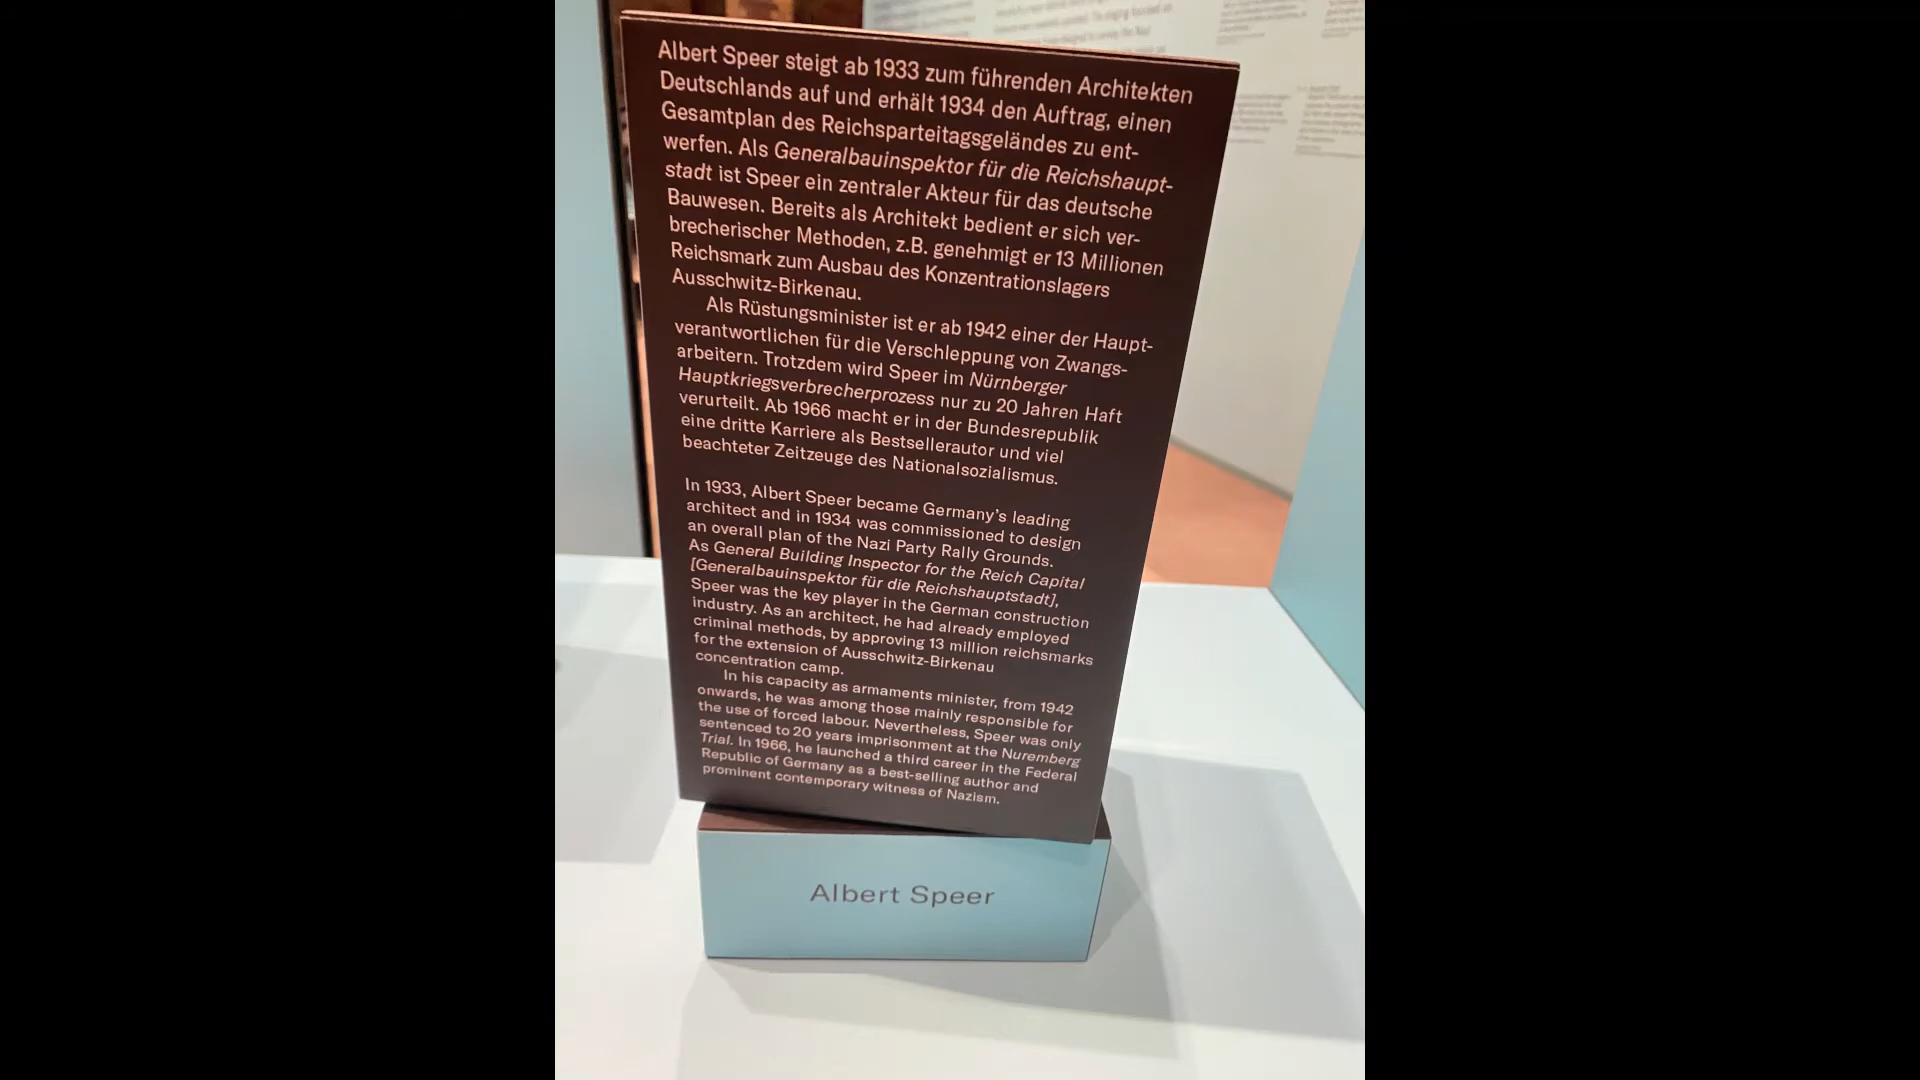 Albert Speer steigt ab 1933 zum führenden Architekten
Deutschlands auf und erhält 1934 den Auftrag, einen
Gesamtplan des Reichsparteitagsgeländes zu ent-
werfen. Als Generalbauinspektor für die Reichshaupt-
stadt ist Speer ein zentraler Akteur für das deutsche
Bauwesen. Bereits als Architekt bedient er sich ver-
brecherischer Methoden, z.B. genehmigt er 13 Millionen
Reichsmark zum Ausbau des Konzentrationslagers
Ausschwitz-Birkenau.
Als Rüstungsminister ist er ab 1942 einer der Haupt-
verantwortlichen für die Verschleppung von Zwangs-
arbeitern. Trotzdem wird Speer im Nürnberger
Hauptkriegsverbrecherprozess nur zu 20 Jahren Haft
verurteilt. Ab 1966 macht er in der Bundesrepublik
eine dritte Karriere als Bestsellerautor und viel
beachteter Zeitzeuge des Nationalsozialismus.
In 1933, Albert Speer became Germany's leading
architect and in 1934 was commissioned to design
an overall plan of the Nazi Party Rally Grounds.
As General Building Inspector for the Reich Capital
[Generalbauinspektor für die Reichshauptstadt],
Speer was the key player in the German construction
industry. As an architect, he had already employed
criminal methods, by approving 13 million reichsmarks
for the extension of Ausschwitz-Birkenau
concentration camp.
In his capacity as armaments minister, from 1942
onwards, he was among those mainly responsible for
the use of forced labour. Nevertheless, Speer was only
sentenced to 20 years imprisonment at the Nuremberg
Trial. In 1966, he launched a third career in the Federal
Republic of Germany as a best-selling author and
prominent contemporary witness of Nazism.
Albert Speer